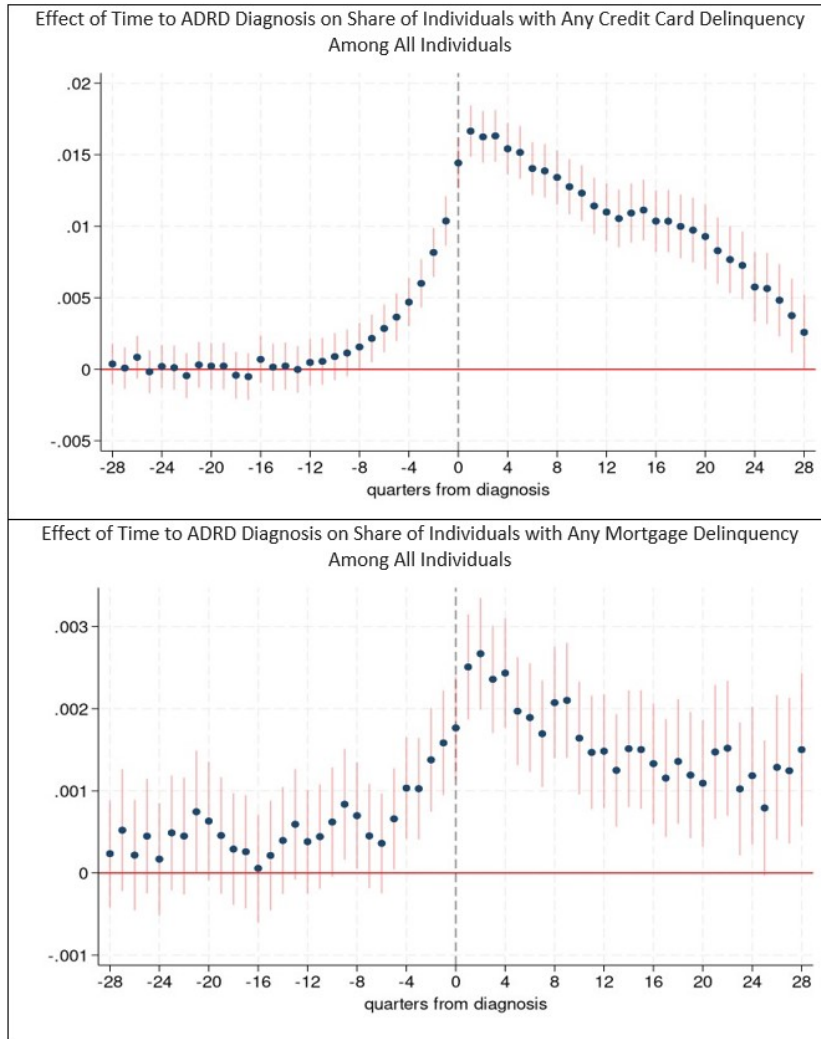 Effect of Time to ADRD Diagnosis on Share of Individuals with Any Credit Card Delinquency
Among All Individuals
.02
.015
.01
.005
0
-.005
-28 -24 -20 -16 -12 -8 -4 0 4 8 12 16 20 24 28
quarters from diagnosis
Effect of Time to ADRD Diagnosis on Share of Individuals with Any Mortgage Delinquency
Among All Individuals
.003
.002
.001
0
-.001
-28 -24 -20 -16 -12 -8 -4 0 4 8 12 16 20 24 28
quarters from diagnosis